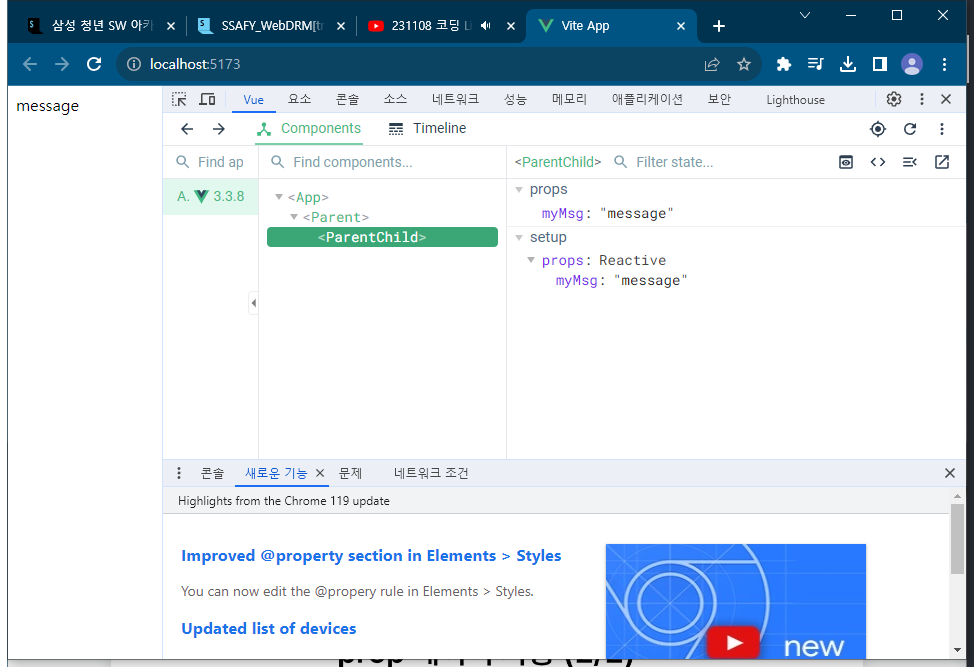 삼성 청년 SW 아카
SSAFY_WebDRM[tr
231108 코딩 Li
Vite App
localhost:5173
message
Vue 요소 콘솔 소스 네트워크 성능 메모리 애플리케이션 보안 Lighthouse
Components Timeline
Find ap
Find components...
<ParentChild> Filter state...
A. 3.3.8
<App>
<Parent>
<ParentChild>
props
myMsg: "message"
setup
props: Reactive
myMsg: "message"
콘솔 새로운 기능 문제 네트워크 조건
Highlights from the Chrome 119 update
Improved @property section in Elements > Styles
You can now edit the @propery rule in Elements > Styles.
Updated list of devices
new